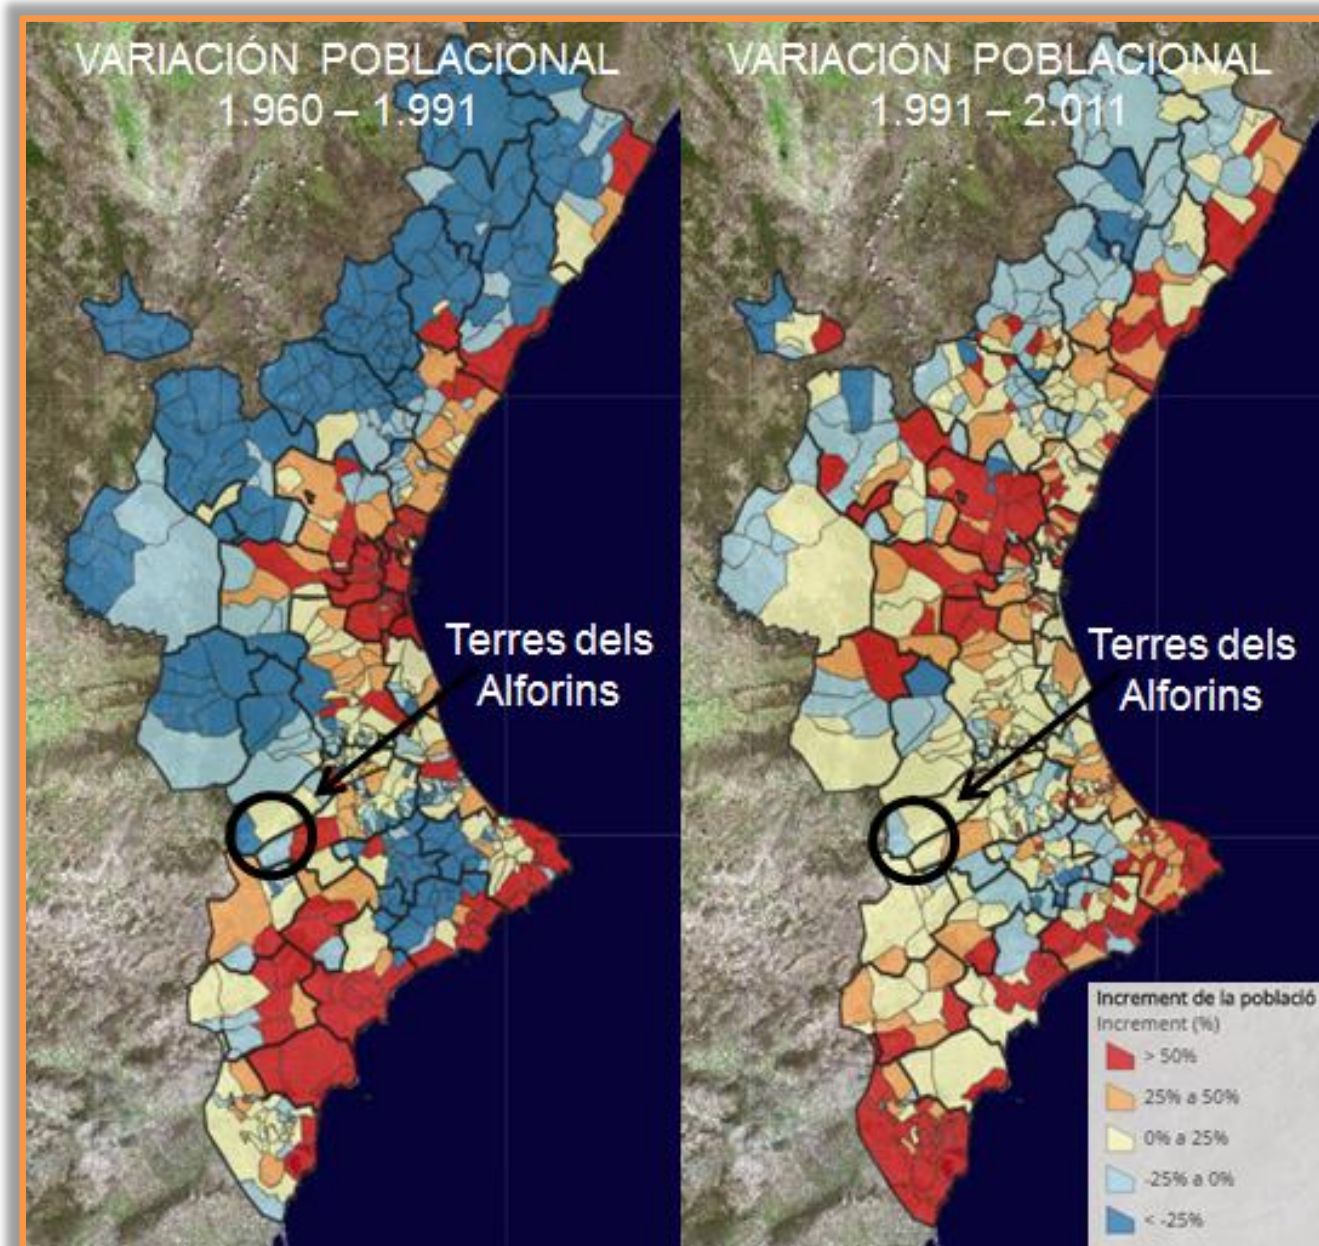 VARIACIÓN POBLACIONAL
1.960 – 1.991
VARIACIÓN POBLACIONAL
1.991 – 2.011
Terres dels
Alforins
Terres dels
Alforins
Increment de la població
Increment (%)
> 50%
25% a 50%
0% a 25%
-25% a 0%
< -25%